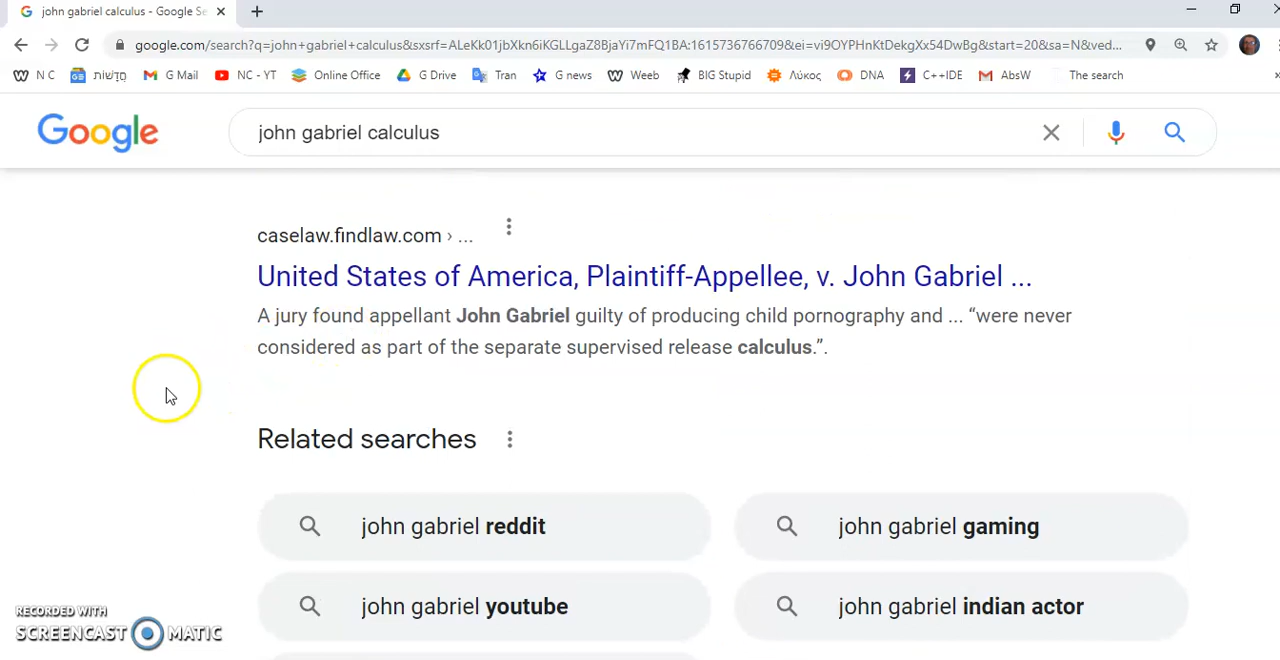 john gabriel calculus - Google Se
google.com/search?q=john+gabriel+calculus&sxsrf=ALeKk01jbXkn6iKGLLgaZ8BjaYi7mFQ1BA:1615736766709&ei=vi9OYPHnKtDekgXx54DwBg&start=20&sa=N&ved...
N C חֲדָשׁוֹת G Mail NC - YT Online Office G Drive Tran G news Weeb BIG Stupid Λύκος DNA C++IDE AbsW The search »
Google john gabriel calculus
caselaw.findlaw.com › ...
United States of America, Plaintiff-Appellee, v. John Gabriel ...
A jury found appellant John Gabriel guilty of producing child pornography and ... “were never
considered as part of the separate supervised release calculus.”.
Related searches
john gabriel reddit john gabriel gaming
john gabriel youtube john gabriel indian actor
RECORDED WITH
SCREENCAST MATIC